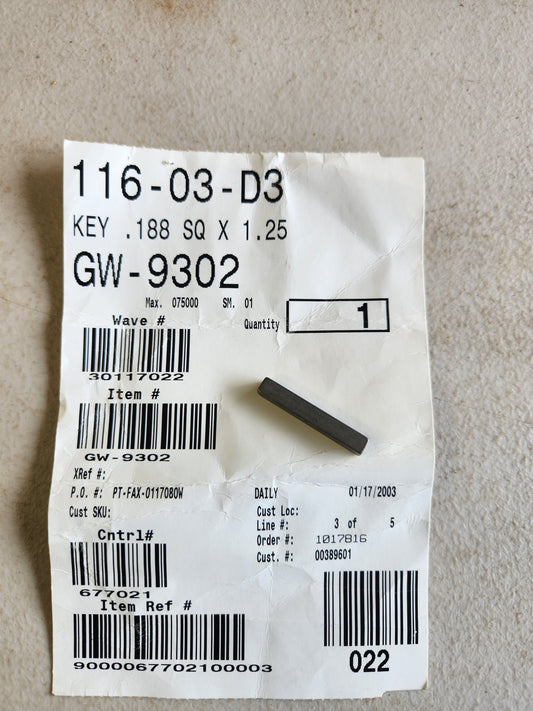 116-03-D3
KEY .188 SQ X 1.25
GW-9302
Max. 075000 SM. 01
Wave # Quantity 1
30117022
Item #
GW-9302
XRef #:
P.O. #: PT-FAX-0117080W DAILY 01/17/2003
Cust SKU: Cust Loc:
Line #: 3 of 5
Cntrl# Order #: 1017816
Cust. #: 00389601
677021
Item Ref #
9000067702100003
022